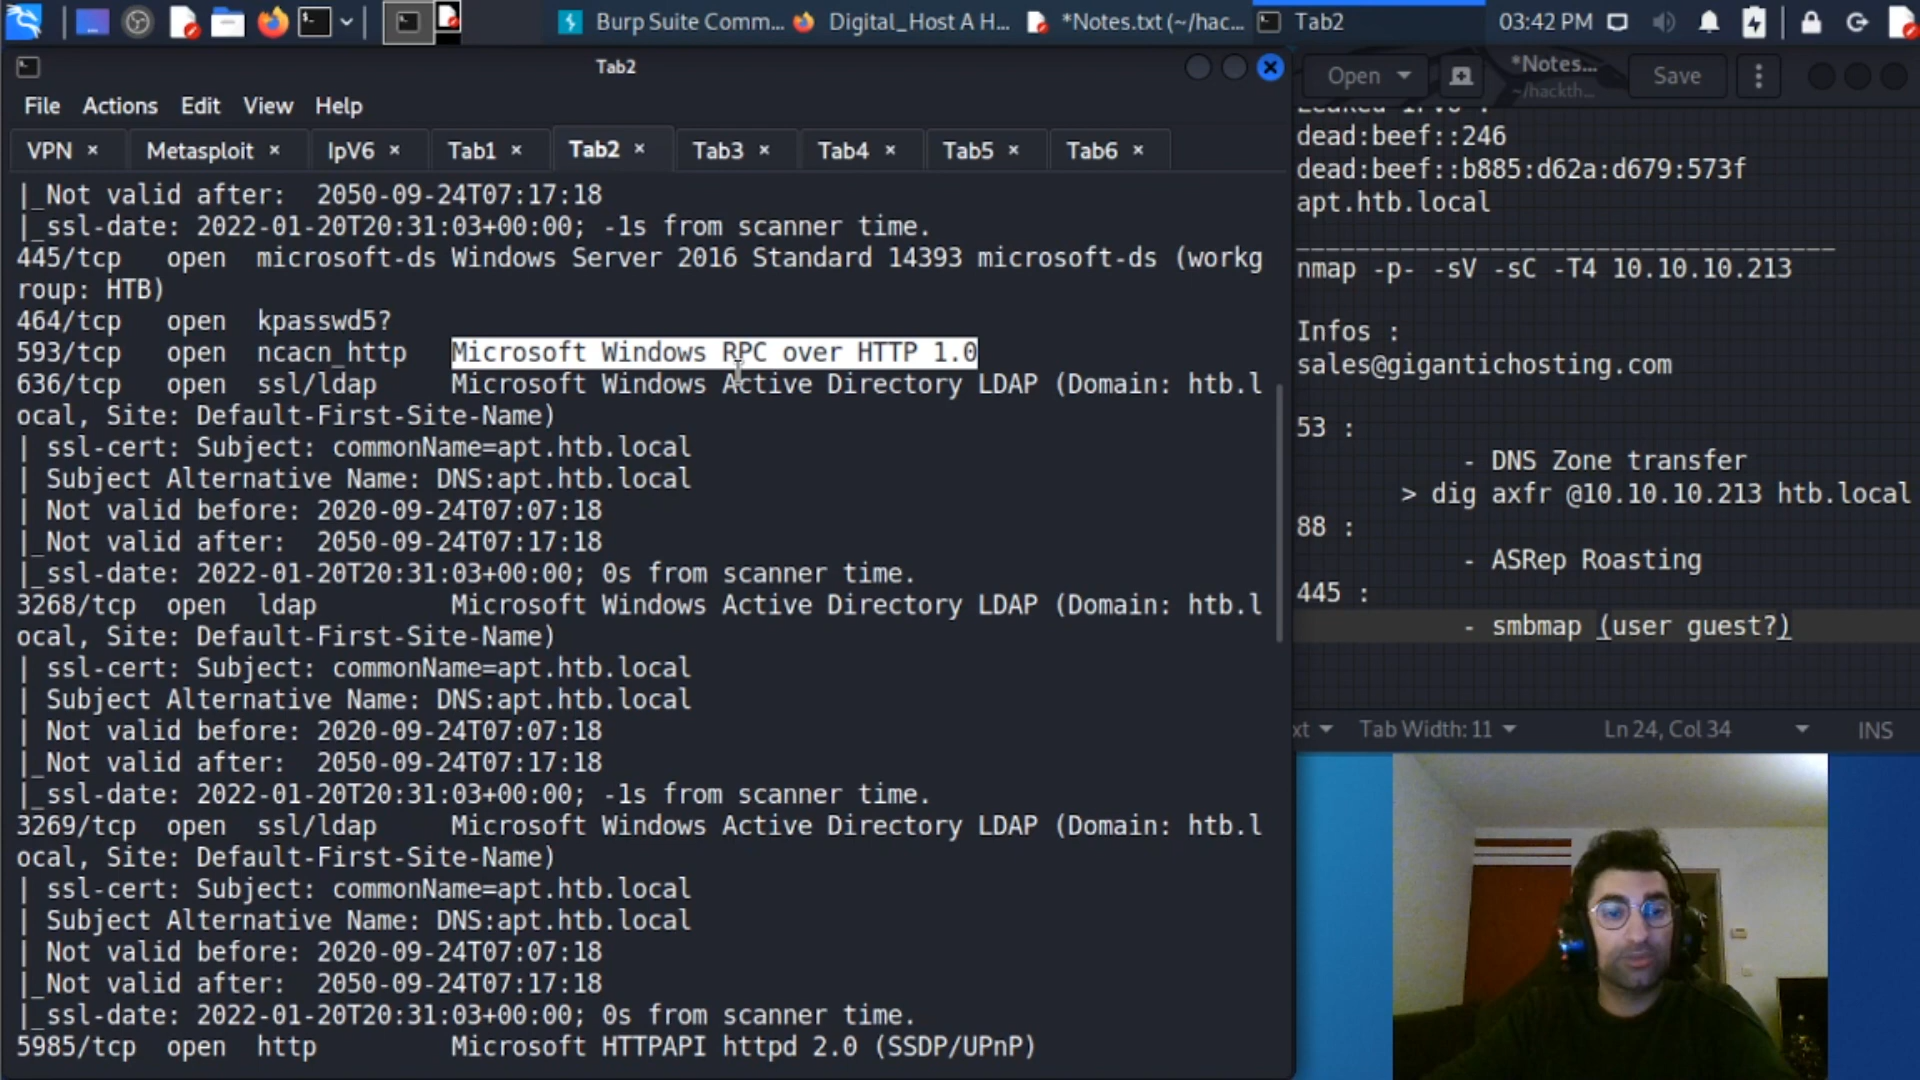 Burp Suite Comm...
Digital_Host A H...
*Notes.txt (~/hac...
Tab2
03:42 PM
Tab2
File Actions Edit View Help
VPN × Metasploit × IpV6 × Tab1 × Tab2 × Tab3 × Tab4 × Tab5 × Tab6 ×
|_Not valid after:  2050-09-24T07:17:18
|_ssl-date: 2022-01-20T20:31:03+00:00; -1s from scanner time.
445/tcp   open  microsoft-ds Windows Server 2016 Standard 14393 microsoft-ds (workg
roup: HTB)
464/tcp   open  kpasswd5?
593/tcp   open  ncacn_http   Microsoft Windows RPC over HTTP 1.0
636/tcp   open  ssl/ldap     Microsoft Windows Active Directory LDAP (Domain: htb.l
ocal, Site: Default-First-Site-Name)
| ssl-cert: Subject: commonName=apt.htb.local
| Subject Alternative Name: DNS:apt.htb.local
| Not valid before: 2020-09-24T07:07:18
|_Not valid after:  2050-09-24T07:17:18
|_ssl-date: 2022-01-20T20:31:03+00:00; 0s from scanner time.
3268/tcp  open  ldap         Microsoft Windows Active Directory LDAP (Domain: htb.l
ocal, Site: Default-First-Site-Name)
| ssl-cert: Subject: commonName=apt.htb.local
| Subject Alternative Name: DNS:apt.htb.local
| Not valid before: 2020-09-24T07:07:18
|_Not valid after:  2050-09-24T07:17:18
|_ssl-date: 2022-01-20T20:31:03+00:00; -1s from scanner time.
3269/tcp  open  ssl/ldap     Microsoft Windows Active Directory LDAP (Domain: htb.l
ocal, Site: Default-First-Site-Name)
| ssl-cert: Subject: commonName=apt.htb.local
| Subject Alternative Name: DNS:apt.htb.local
| Not valid before: 2020-09-24T07:07:18
|_Not valid after:  2050-09-24T07:17:18
|_ssl-date: 2022-01-20T20:31:03+00:00; 0s from scanner time.
5985/tcp  open  http         Microsoft HTTPAPI httpd 2.0 (SSDP/UPnP)
Open
*Notes...
~/hackth...
Save
dead:beef::246
dead:beef::b885:d62a:d679:573f
apt.htb.local
____________________________________
nmap -p- -sV -sC -T4 10.10.10.213
Infos :
sales@gigantichosting.com
53 :
- DNS Zone transfer
> dig axfr @10.10.10.213 htb.local
88 :
- ASRep Roasting
445 :
- smbmap (user guest?)
xt Tab Width: 11 Ln 24, Col 34 INS